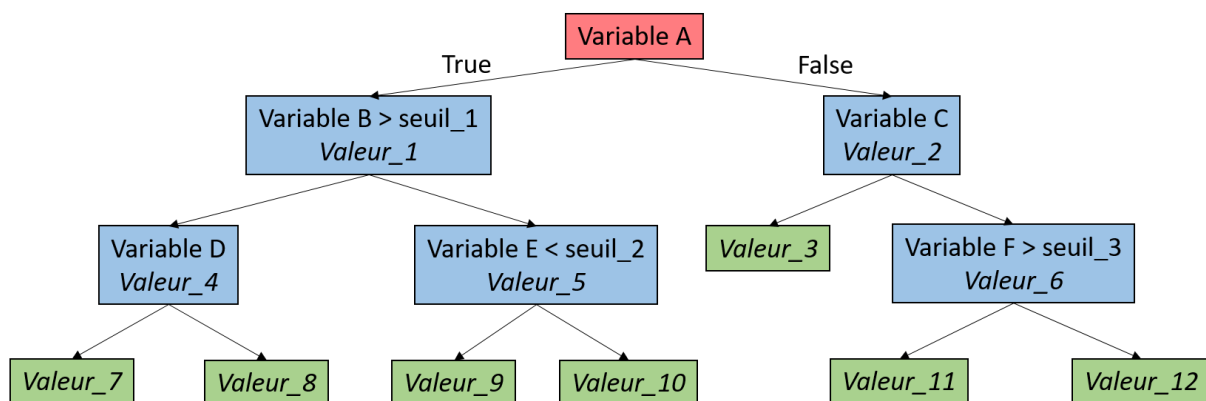 Variable A
True
False
Variable B > seuil_1
Valeur_1
Variable C
Valeur_2
Variable D
Valeur_4
Variable E < seuil_2
Valeur_5
Valeur_3
Variable F > seuil_3
Valeur_6
Valeur_7
Valeur_8
Valeur_9
Valeur_10
Valeur_11
Valeur_12